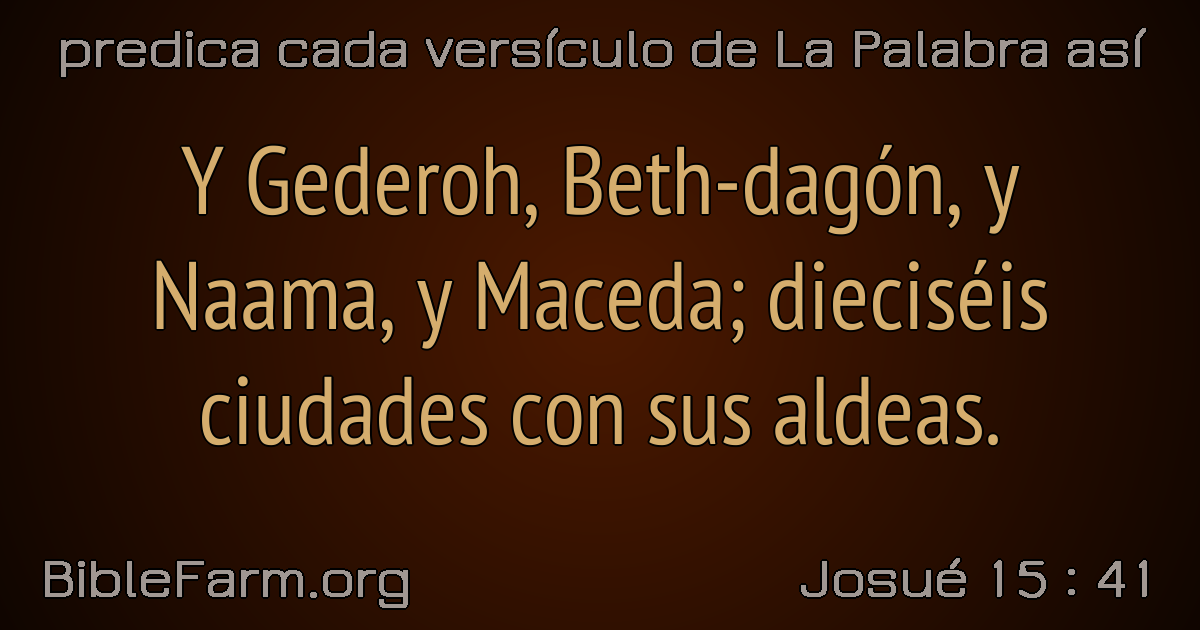 predica cada versículo de La Palabra así
Y Gederoh, Beth-dagón, y
Naama, y Maceda; dieciséis
ciudades con sus aldeas.
BibleFarm.org
Josué 15 : 41